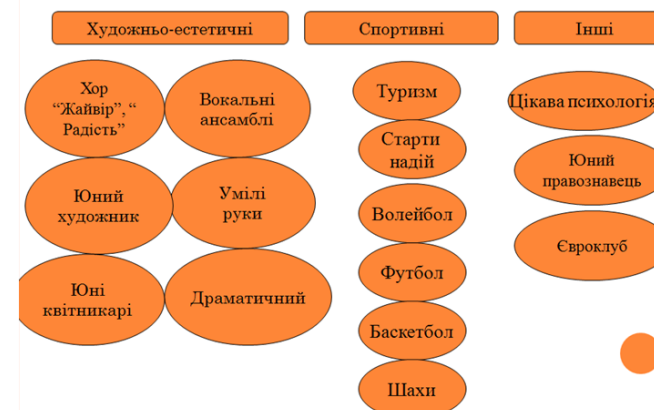 Художньо-естетичні
Спортивні
Інші
Хор
“Жайвір”, “
Радість”
Вокальні
ансамблі
Юний
художник
Умілі
руки
Юні
квітникарі
Драматичний
Туризм
Старти
надій
Волейбол
Футбол
Баскетбол
Шахи
Цікава психологія
Юний
правознавець
Євроклуб